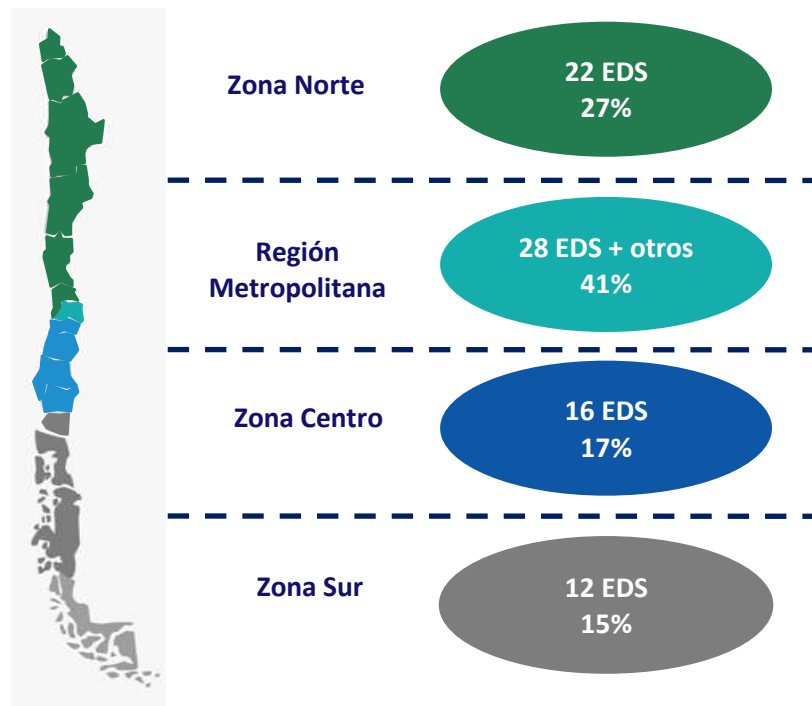 Zona Norte
22 EDS
27%
Región
Metropolitana
28 EDS + otros
41%
Zona Centro
16 EDS
17%
Zona Sur
12 EDS
15%